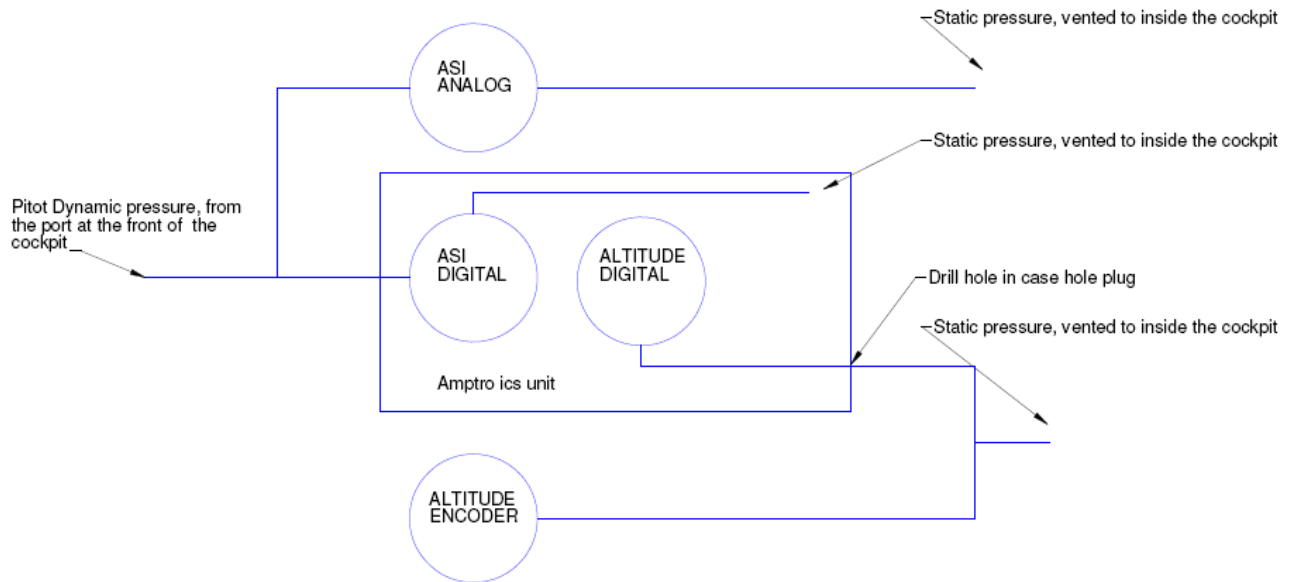 Static pressure, vented to inside the cockpit
ASI
ANALOG
Static pressure, vented to inside the cockpit
Pitot Dynamic pressure, from
the port at the front of the
cockpit
ASI
DIGITAL
ALTITUDE
DIGITAL
Drill hole in case hole plug
Static pressure, vented to inside the cockpit
Amptro ics unit
ALTITUDE
ENCODER